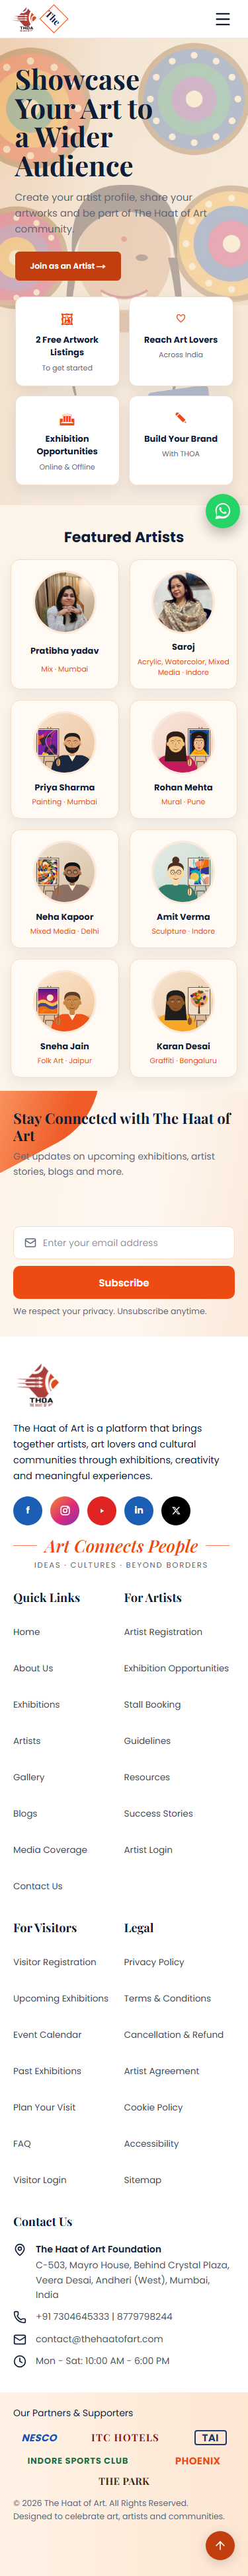 THOA
The
Showcase
Your Art to
a Wider
Audience
Create your artist profile, share your
artworks and be part of The Haat of Art
community.
Join as an Artist →
2 Free Artwork
Listings
To get started
Reach Art Lovers
Across India
Exhibition
Opportunities
Online & Offline
Build Your Brand
With THOA
Featured Artists
Pratibha yadav
Mix · Mumbai
Saroj
Acrylic, Watercolor, Mixed
Media · indore
Priya Sharma
Painting · Mumbai
Rohan Mehta
Mural · Pune
Neha Kapoor
Mixed Media · Delhi
Amit Verma
Sculpture · Indore
Sneha Jain
Folk Art · Jaipur
Karan Desai
Graffiti · Bengaluru
Stay Connected with The Haat of
Art
Get updates on upcoming exhibitions, artist
stories, blogs and more.
Enter your email address
Subscribe
We respect your privacy. Unsubscribe anytime.
THOA
The Haat of Art is a platform that brings
together artists, art lovers and cultural
communities through exhibitions, creativity
and meaningful experiences.
Art Connects People
IDEAS · CULTURES · BEYOND BORDERS
Quick Links
Home
About Us
Exhibitions
Artists
Gallery
Blogs
Media Coverage
Contact Us
For Artists
Artist Registration
Exhibition Opportunities
Stall Booking
Guidelines
Resources
Success Stories
Artist Login
For Visitors
Visitor Registration
Upcoming Exhibitions
Event Calendar
Past Exhibitions
Plan Your Visit
FAQ
Visitor Login
Legal
Privacy Policy
Terms & Conditions
Cancellation & Refund
Artist Agreement
Cookie Policy
Accessibility
Sitemap
Contact Us
The Haat of Art Foundation
C-503, Mayro House, Behind Crystal Plaza,
Veera Desai, Andheri (West), Mumbai,
India
+91 7304645333 | 8779798244
contact@thehaatofart.com
Mon - Sat: 10:00 AM - 6:00 PM
Our Partners & Supporters
NESCO
ITC HOTELS
TAI
INDORE SPORTS CLUB
PHOENIX
THE PARK
© 2026 The Haat of Art. All Rights Reserved.
Designed to celebrate art, artists and communities.